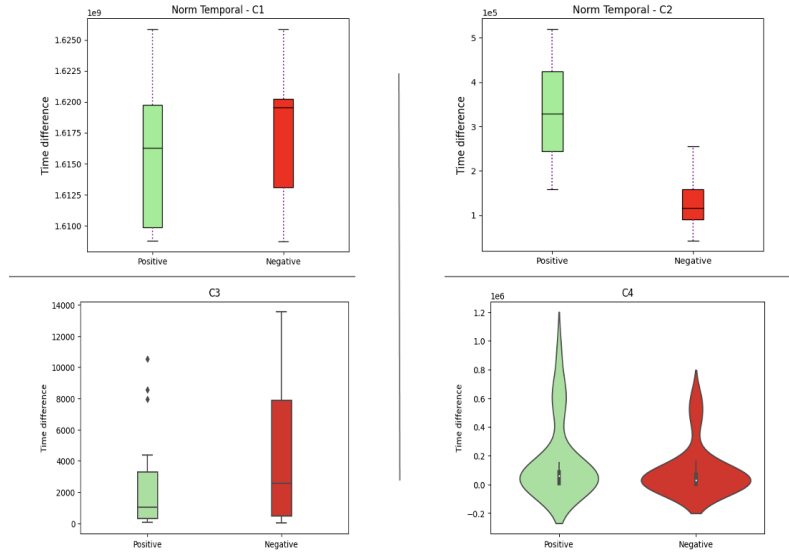 Norm Temporal - C1
1e9
1.6250
1.6225
1.6200
1.6175
1.6150
1.6125
1.6100
Time difference
Positive
Negative
Norm Temporal - C2
1e5
5
4
3
2
1
Time difference
Positive
Negative
C3
14000
12000
10000
8000
6000
4000
2000
0
Time difference
Positive
Negative
C4
1e6
1.2
1.0
0.8
0.6
0.4
0.2
0.0
−0.2
Time difference
Positive
Negative